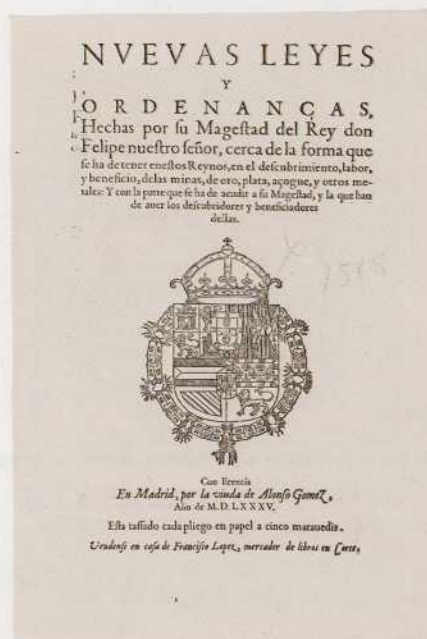 NVEVAS LEYES
Y
ORDENANÇAS,
Hechas por ſu Mageſtad del Rey don
Felipe nueſtro ſeñor, cerca de la forma que
ſe ha de tener eneſtos Reynos, en el deſcubrimiento, labor,
y beneficio, delas minas, de oro, plata, açogue, y otros me-
tales: Y con la parte que ſe ha de acudir a ſu Mageſtad, y la que han
de auer los deſcubridores y beneficiadores
dellas.
Con licencia
En Madrid, por la viuda de Alonſo Gomez,
Año de M.D.LXXXV.
Eſta taſſado cada pliego en papel a cinco marauedis.
Vendenſe en caſa de Franciſco Lopez, mercader de libros en Corte,